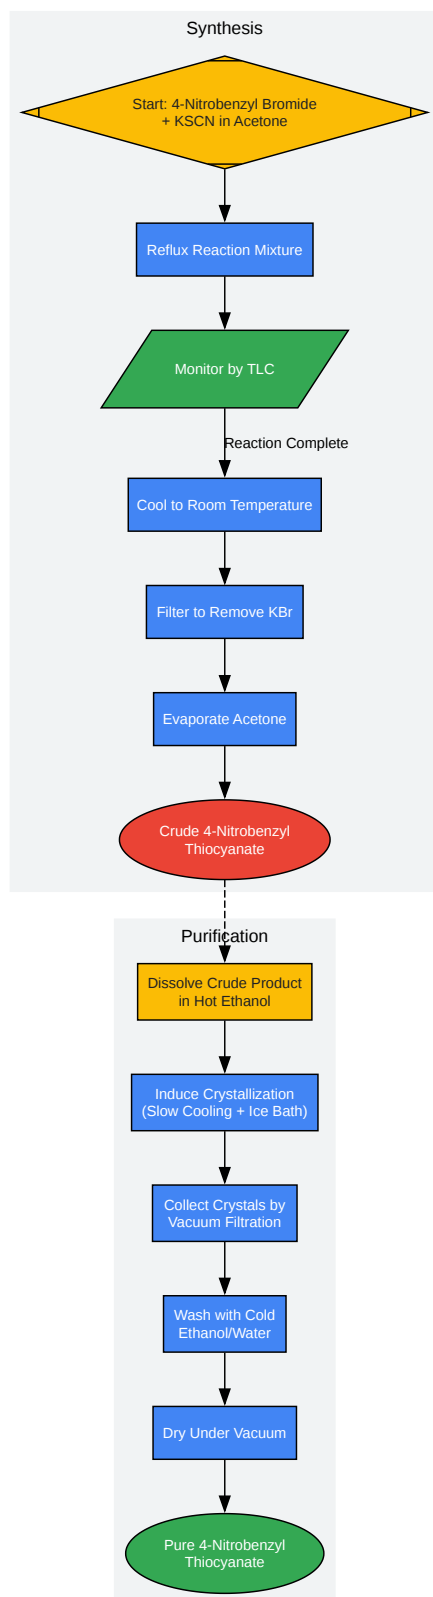 Synthesis
Start: 4-Nitrobenzyl Bromide
+ KSCN in Acetone
Reflux Reaction Mixture
Monitor by TLC
Reaction Complete
Cool to Room Temperature
Filter to Remove KBr
Evaporate Acetone
Crude 4-Nitrobenzyl
Thiocyanate
Purification
Dissolve Crude Product
in Hot Ethanol
Induce Crystallization
(Slow Cooling + Ice Bath)
Collect Crystals by
Vacuum Filtration
Wash with Cold
Ethanol/Water
Dry Under Vacuum
Pure 4-Nitrobenzyl
Thiocyanate